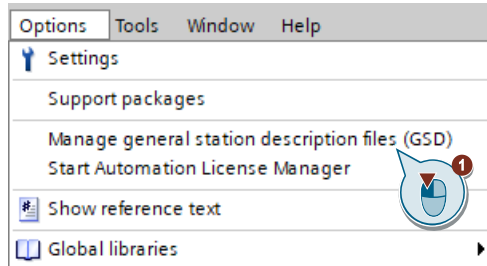 Options Tools Window Help
Settings
Support packages
Manage general station description files (GSD)
Start Automation License Manager
1
Show reference text
Global libraries